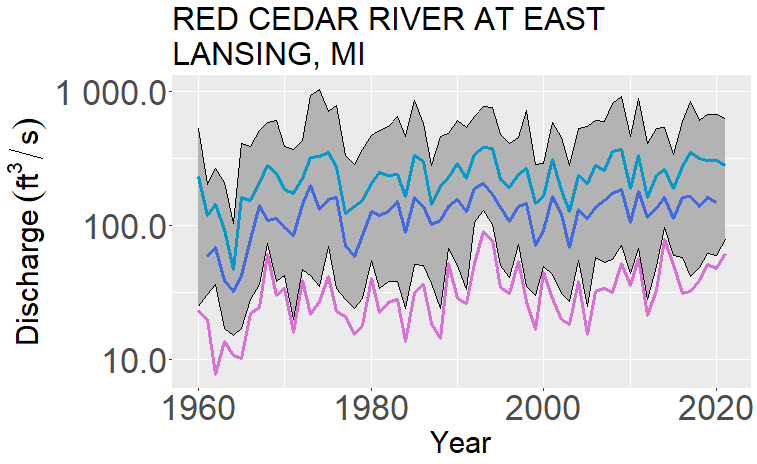 RED CEDAR RIVER AT EAST
LANSING, MI
Discharge (ft³/s)
1 000.0
100.0
10.0
1960 1980 2000 2020
Year